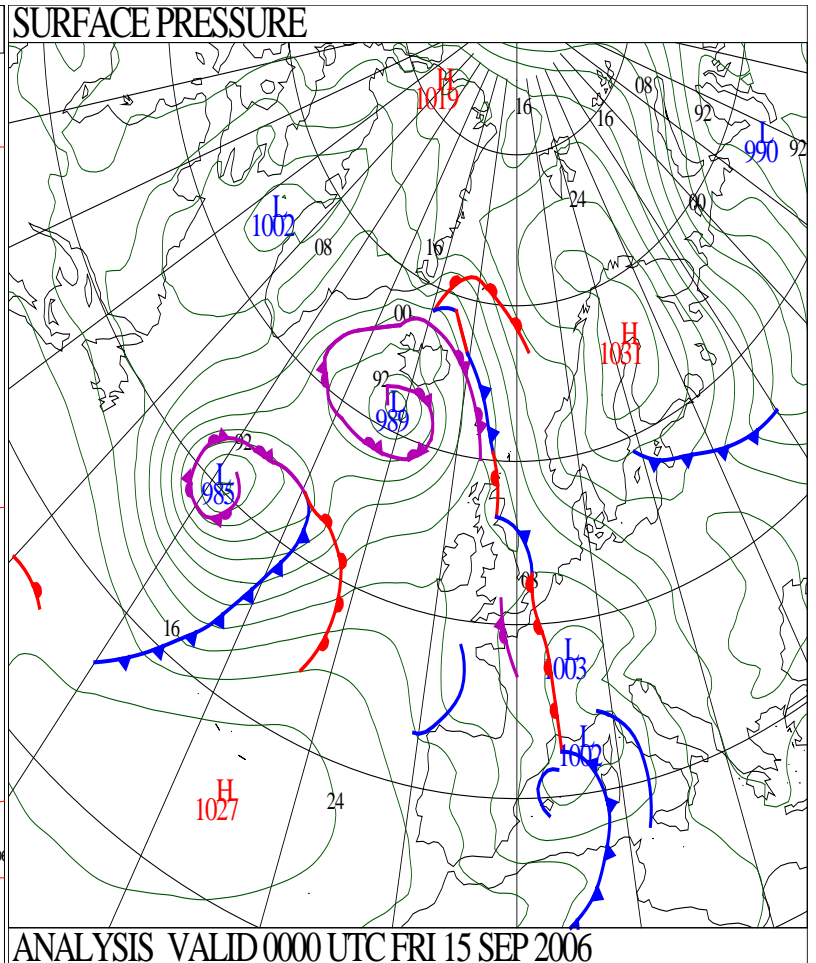 SURFACE PRESSURE
H
1019
16
08
16
92
L
990
92
24
00
L
1002
08
16
00
H
1031
92
L
989
92
L
985
08
16
L
1003
L
1002
H
1027
24
ANALYSIS VALID 0000 UTC FRI 15 SEP 2006